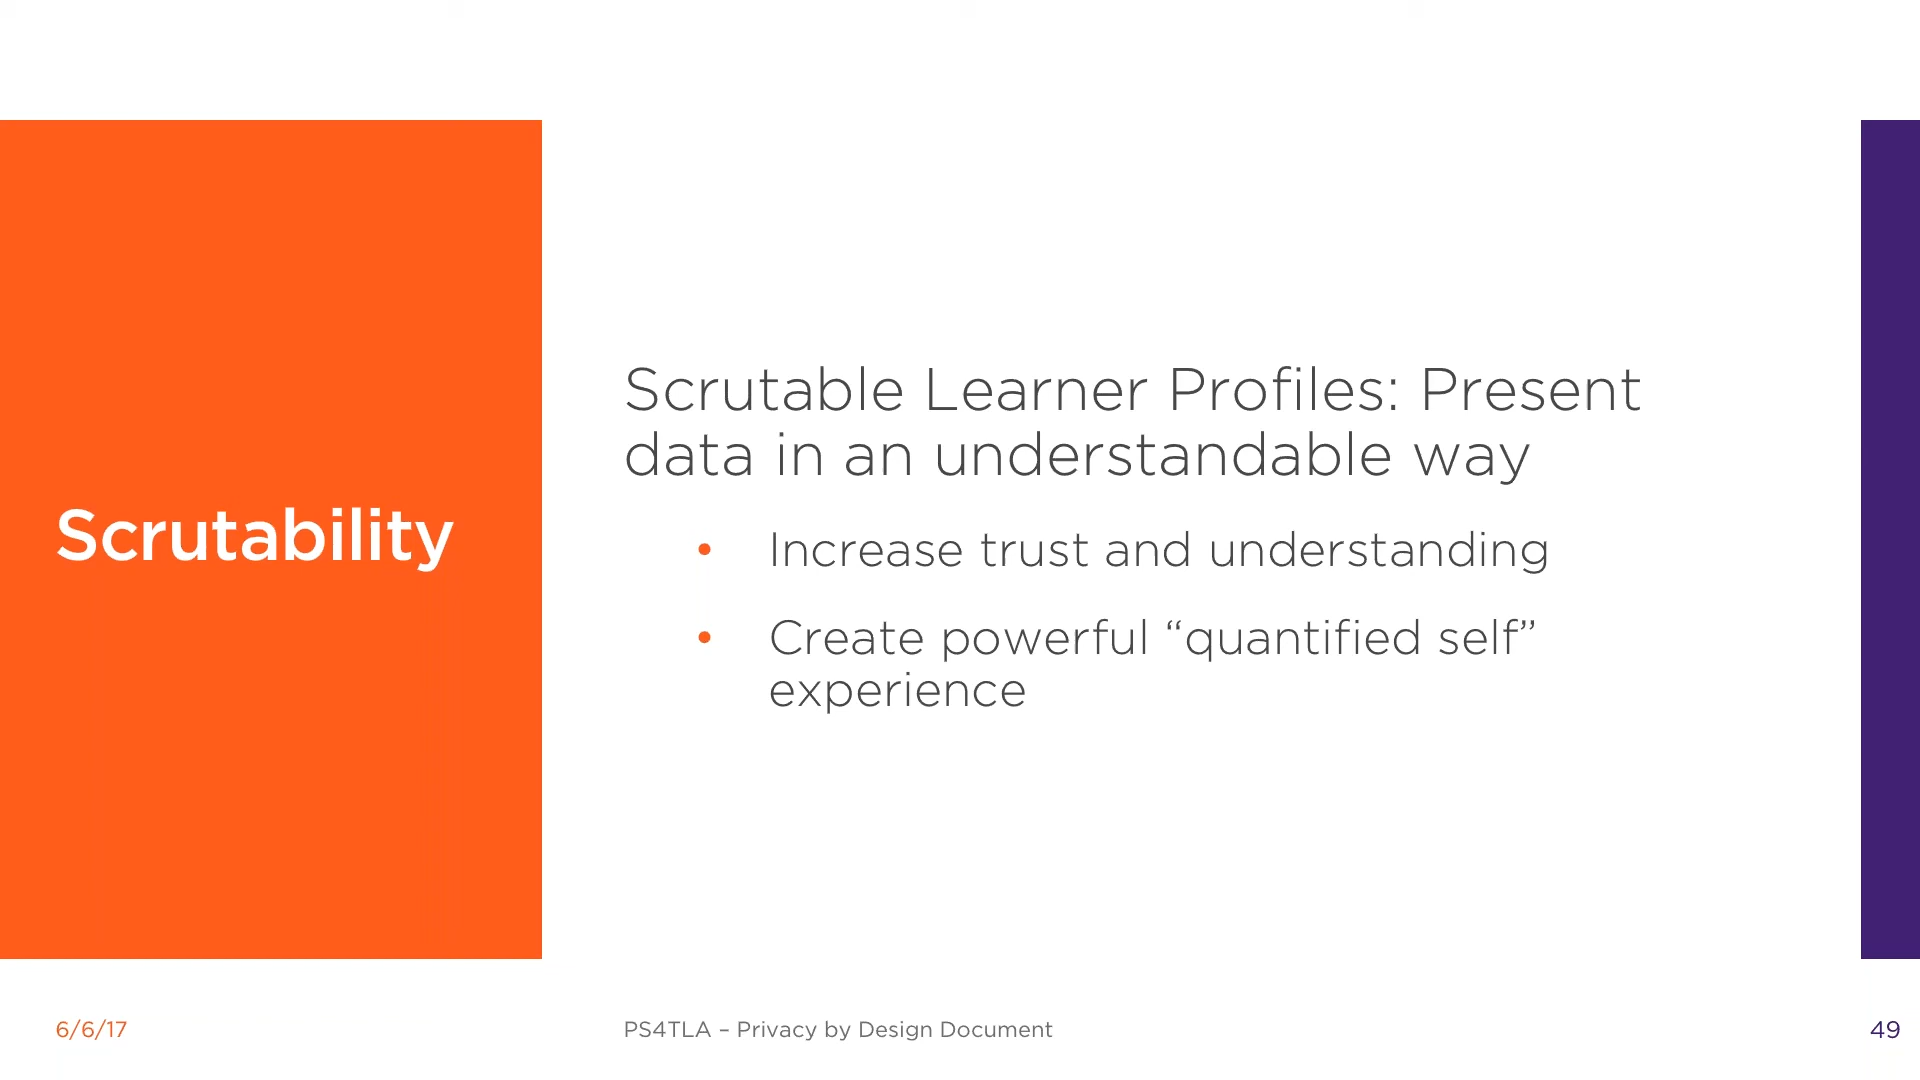 Scrutability
Scrutable Learner Profiles: Present
data in an understandable way
• Increase trust and understanding
• Create powerful “quantified self”
experience
6/6/17
PS4TLA – Privacy by Design Document
49